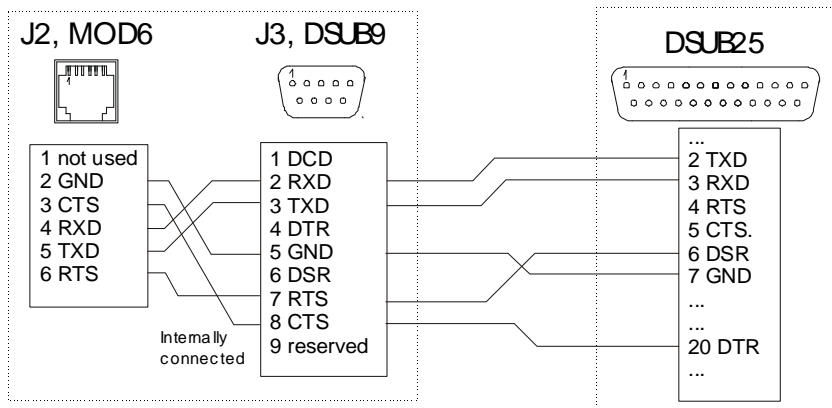 J2, MOD6
1
1 not used
2 GND
3 CTS
4 RXD
5 TXD
6 RTS
J3, DSUB9
1
1 DCD
2 RXD
3 TXD
4 DTR
5 GND
6 DSR
7 RTS
8 CTS
9 reserved
Internally
connected
DSUB25
1
...
2 TXD
3 RXD
4 RTS
5 CTS.
6 DSR
7 GND
...
...
20 DTR
...